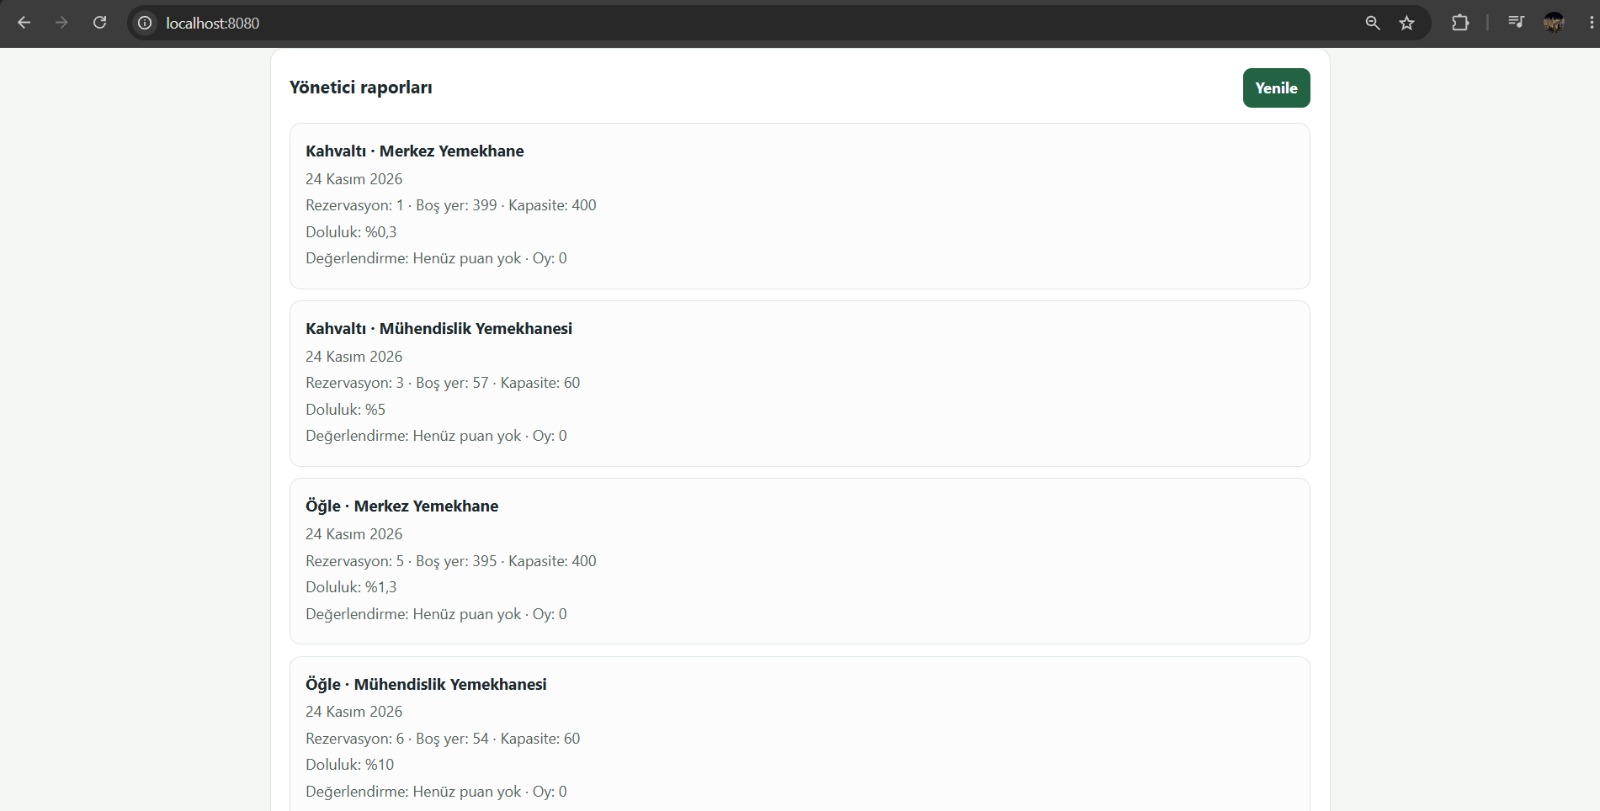 localhost:8080
Yönetici raporları
Yenile
Kahvaltı · Merkez Yemekhane
24 Kasım 2026
Rezervasyon: 1 · Boş yer: 399 · Kapasite: 400
Doluluk: %0,3
Değerlendirme: Henüz puan yok · Oy: 0
Kahvaltı · Mühendislik Yemekhanesi
24 Kasım 2026
Rezervasyon: 3 · Boş yer: 57 · Kapasite: 60
Doluluk: %5
Değerlendirme: Henüz puan yok · Oy: 0
Öğle · Merkez Yemekhane
24 Kasım 2026
Rezervasyon: 5 · Boş yer: 395 · Kapasite: 400
Doluluk: %1,3
Değerlendirme: Henüz puan yok · Oy: 0
Öğle · Mühendislik Yemekhanesi
24 Kasım 2026
Rezervasyon: 6 · Boş yer: 54 · Kapasite: 60
Doluluk: %10
Değerlendirme: Henüz puan yok · Oy: 0